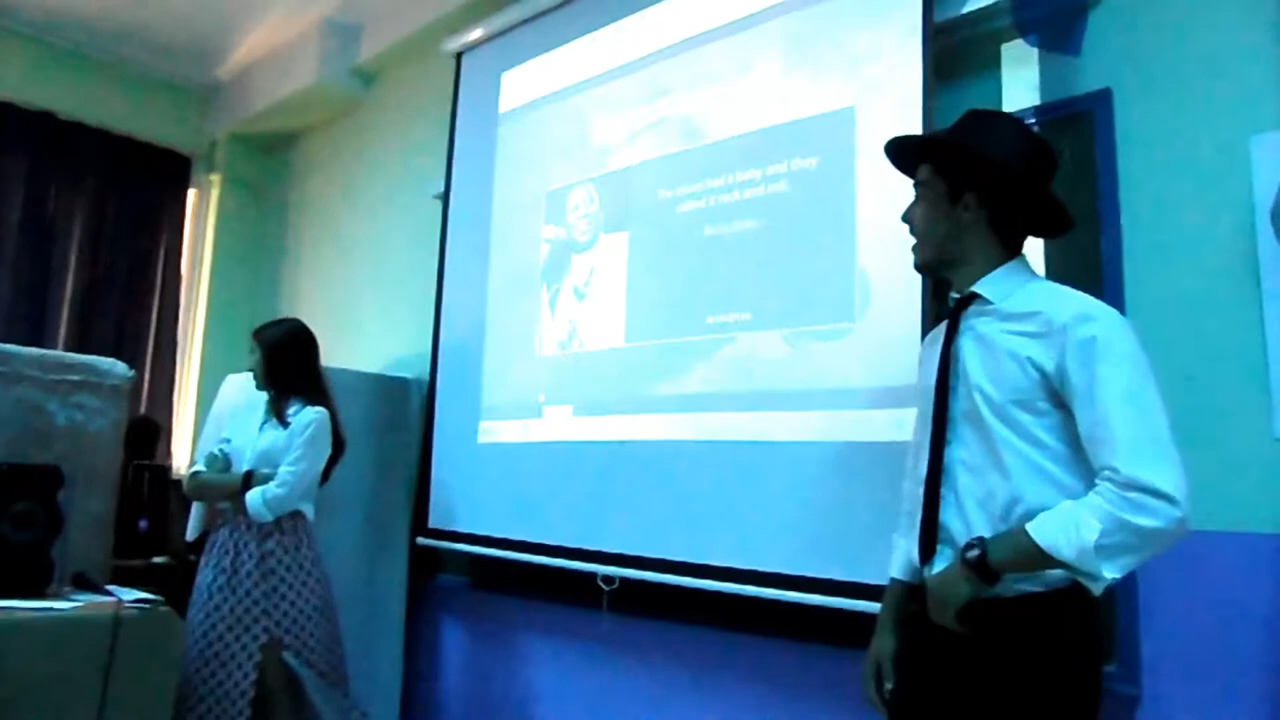 The blues had a baby and they
called it rock and roll.